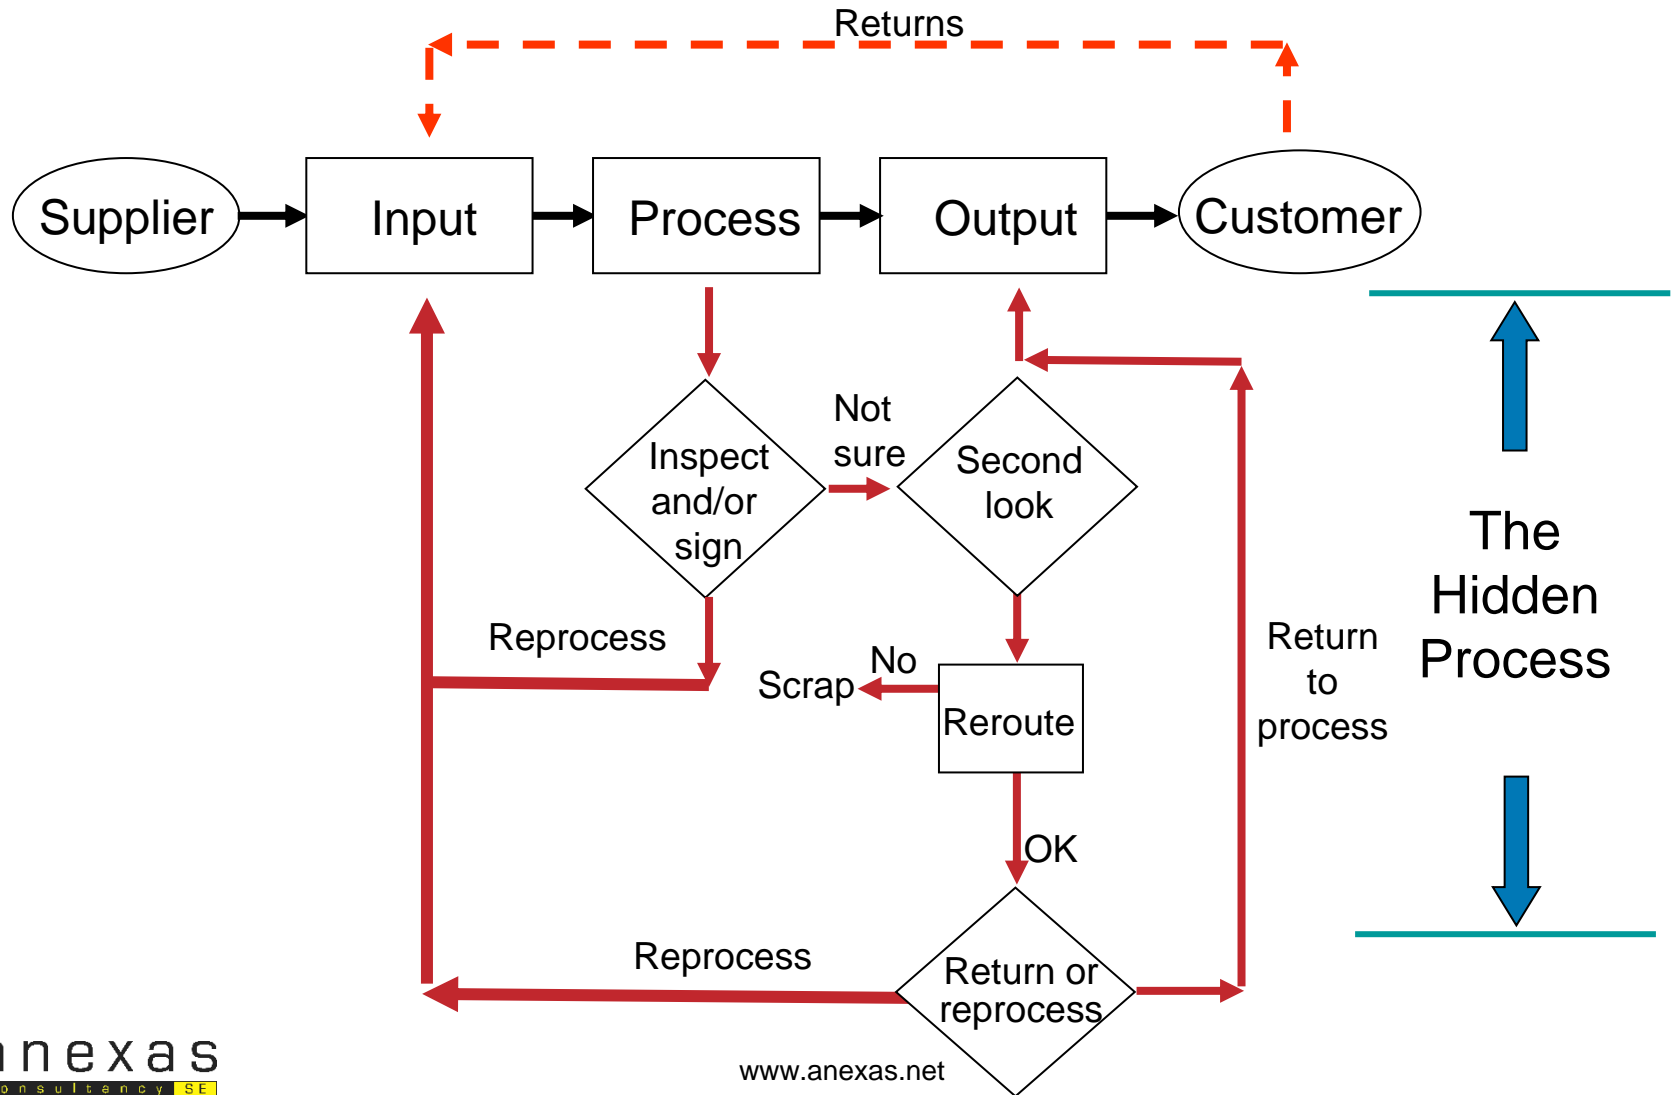 Returns
Supplier
Input
Process
Output
Customer
Not
sure
Inspect
and/or
sign
Second
look
The
Hidden
Process
Reprocess
No
Scrap
Reroute
Return
to
process
OK
Reprocess
Return or
reprocess
www.anexas.net
anexas
onsultancy SE